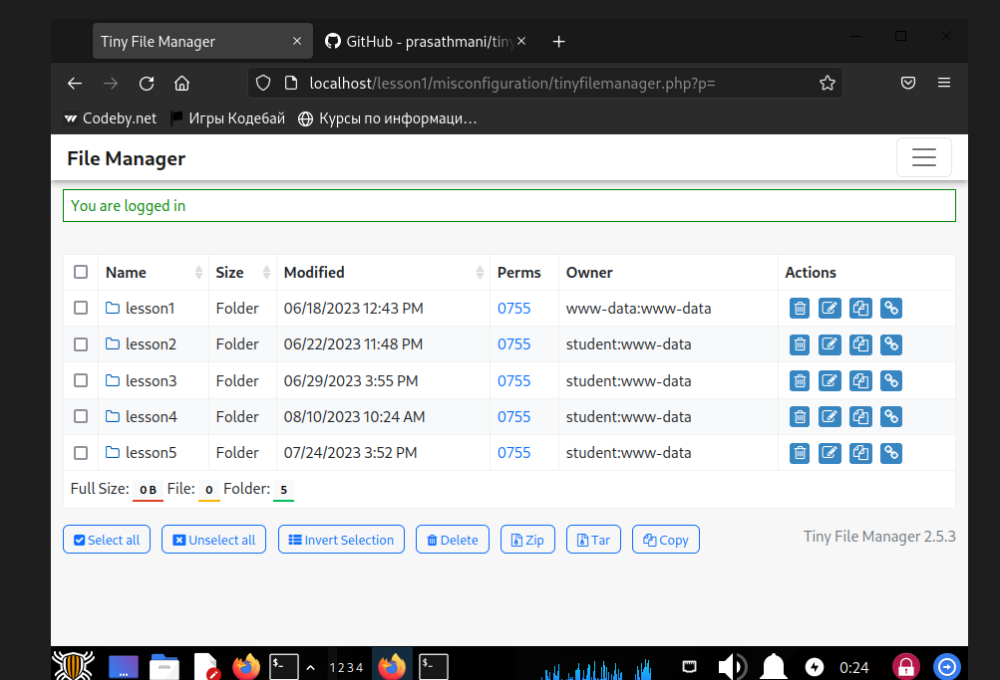 Tiny File Manager
GitHub - prasathmani/tiny
localhost/lesson1/misconfiguration/tinyfilemanager.php?p=
Codeby.net Игры Кодебай Курсы по информаци...
File Manager
You are logged in
Name Size Modified Perms Owner Actions
lesson1 Folder 06/18/2023 12:43 PM 0755 www-data:www-data
lesson2 Folder 06/22/2023 11:48 PM 0755 student:www-data
lesson3 Folder 06/29/2023 3:55 PM 0755 student:www-data
lesson4 Folder 08/10/2023 10:24 AM 0755 student:www-data
lesson5 Folder 07/24/2023 3:52 PM 0755 student:www-data
Full Size: 0 B File: 0 Folder: 5
Select all Unselect all Invert Selection Delete Zip Tar Copy Tiny File Manager 2.5.3
$_ 1 2 3 4 $_ 0:24